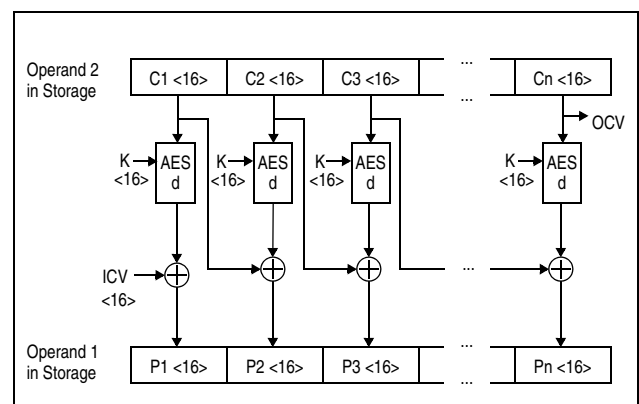 Operand 2
in Storage
C1 <16> C2 <16> C3 <16> ... Cn <16>
...
OCV
K
<16>
AES
d
K
<16>
AES
d
K
<16>
AES
d
K
<16>
AES
d
ICV
<16>
...
Operand 1
in Storage
...
P1 <16> P2 <16> P3 <16> Pn <16>
...